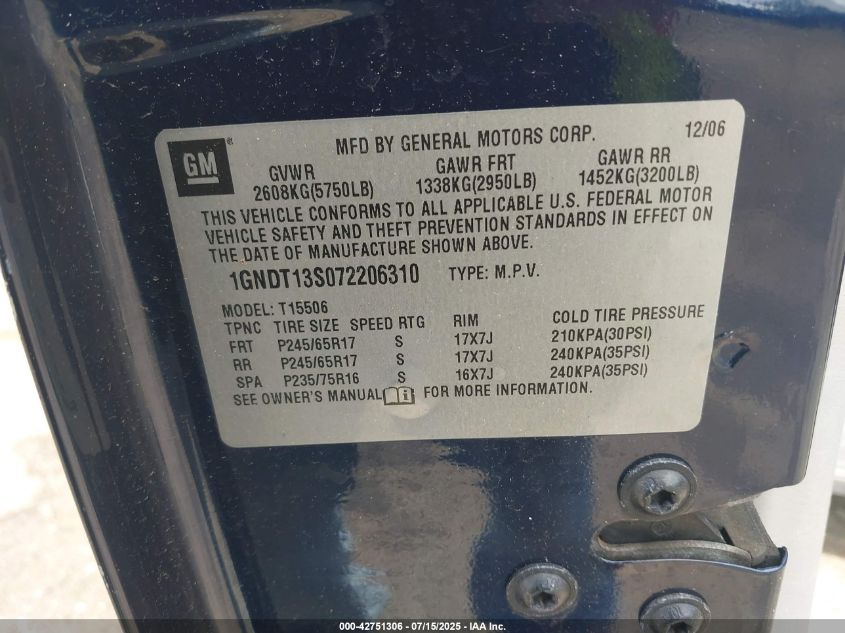 GM ® MFD BY GENERAL MOTORS CORP. 12/06
GVWR GAWR FRT GAWR RR
2608KG(5750LB) 1338KG(2950LB) 1452KG(3200LB)
THIS VEHICLE CONFORMS TO ALL APPLICABLE U.S. FEDERAL MOTOR
VEHICLE SAFETY AND THEFT PREVENTION STANDARDS IN EFFECT ON
THE DATE OF MANUFACTURE SHOWN ABOVE.
1GNDT13S072206310 TYPE: M.P.V.
MODEL: T15506
TPNC TIRE SIZE SPEED RTG RIM COLD TIRE PRESSURE
FRT P245/65R17 S 17X7J 210KPA(30PSI)
RR P245/65R17 S 17X7J 240KPA(35PSI)
SPA P235/75R16 S 16X7J 240KPA(35PSI)
SEE OWNER'S MANUAL i FOR MORE INFORMATION.
000-42751306 - 07/15/2025 - IAA Inc.